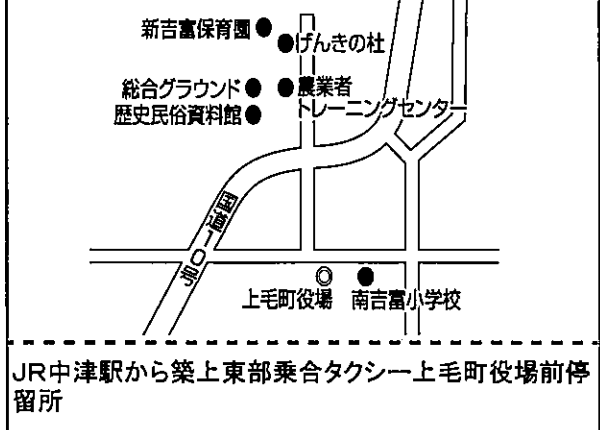 新吉富保育園
げんきの杜
総合グラウンド
農業者
トレーニングセンター
歴史民俗資料館
国道10号
上毛町役場
南吉富小学校
JR中津駅から築上東部乗合タクシー上毛町役場前停
留所